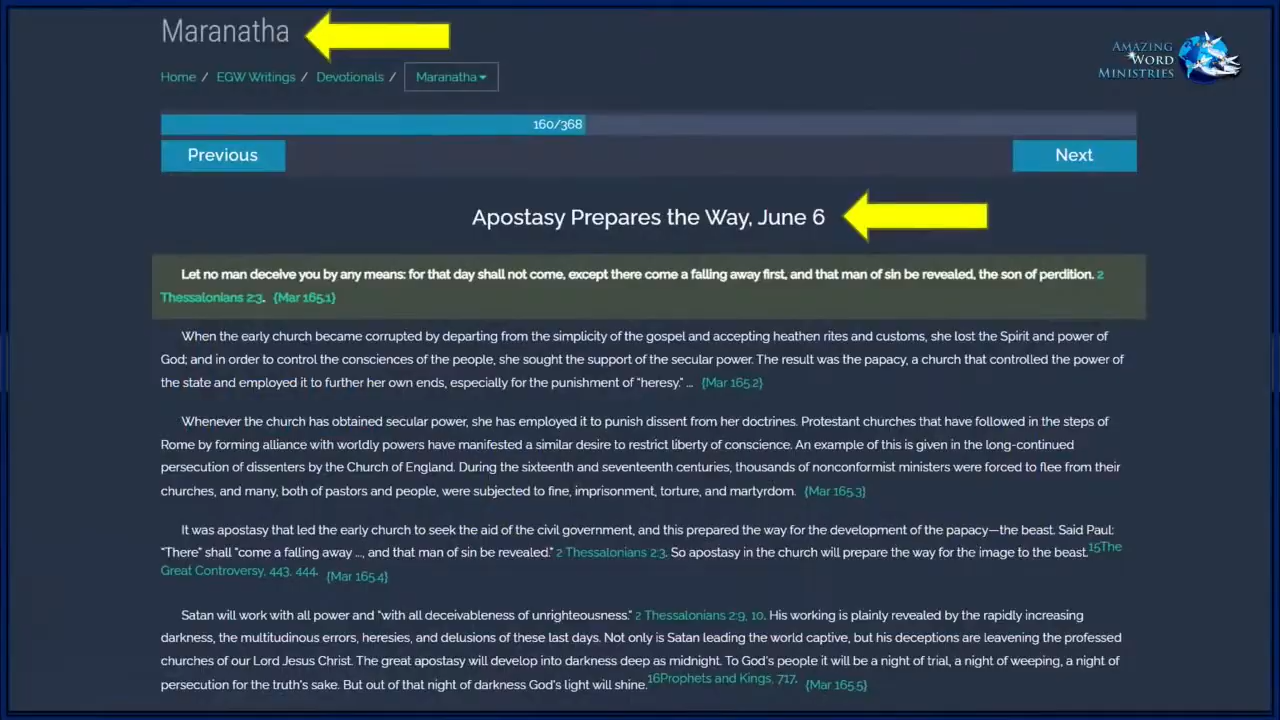 Maranatha
AMAZING
WORD
MINISTRIES
Home / EGW Writings / Devotionals / Maranatha
160/368
Previous
Next
Apostasy Prepares the Way, June 6
Let no man deceive you by any means: for that day shall not come, except there come a falling away first, and that man of sin be revealed, the son of perdition. 2
Thessalonians 2:3. {Mar 165.1}
When the early church became corrupted by departing from the simplicity of the gospel and accepting heathen rites and customs, she lost the Spirit and power of
God; and in order to control the consciences of the people, she sought the support of the secular power. The result was the papacy, a church that controlled the power of
the state and employed it to further her own ends, especially for the punishment of "heresy." ... {Mar 165.2}
Whenever the church has obtained secular power, she has employed it to punish dissent from her doctrines. Protestant churches that have followed in the steps of
Rome by forming alliance with worldly powers have manifested a similar desire to restrict liberty of conscience. An example of this is given in the long-continued
persecution of dissenters by the Church of England. During the sixteenth and seventeenth centuries, thousands of nonconformist ministers were forced to flee from their
churches, and many, both of pastors and people, were subjected to fine, imprisonment, torture, and martyrdom. {Mar 165.3}
It was apostasy that led the early church to seek the aid of the civil government, and this prepared the way for the development of the papacy—the beast. Said Paul:
"There" shall "come a falling away ..., and that man of sin be revealed." 2 Thessalonians 2:3. So apostasy in the church will prepare the way for the image to the beast.15The
Great Controversy, 443, 444. {Mar 165.4}
Satan will work with all power and "with all deceivableness of unrighteousness." 2 Thessalonians 2:9, 10. His working is plainly revealed by the rapidly increasing
darkness, the multitudinous errors, heresies, and delusions of these last days. Not only is Satan leading the world captive, but his deceptions are leavening the professed
churches of our Lord Jesus Christ. The great apostasy will develop into darkness deep as midnight. To God's people it will be a night of trial, a night of weeping, a night of
persecution for the truth's sake. But out of that night of darkness God's light will shine.16Prophets and Kings, 717. {Mar 165.5}